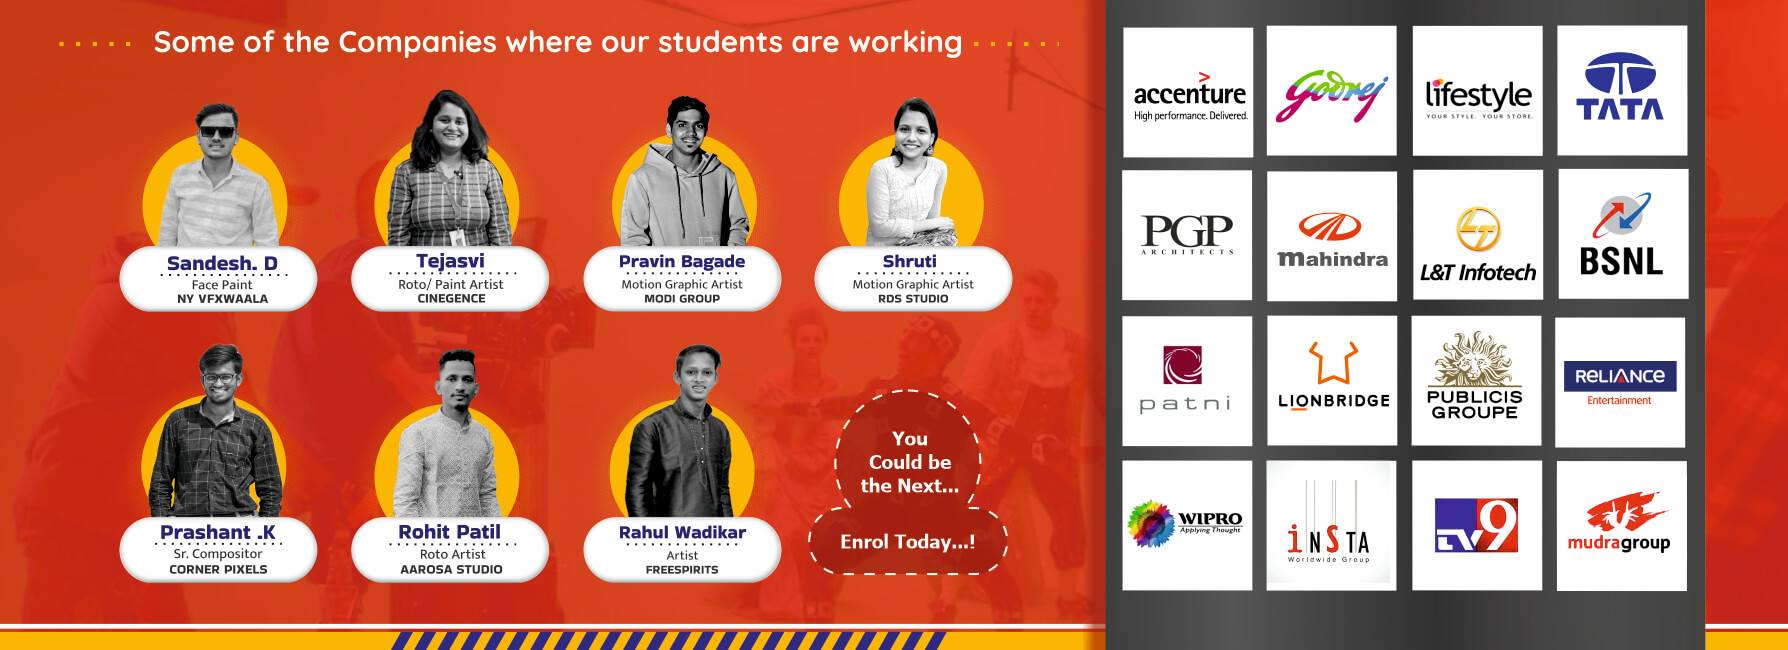 Some of the Companies where our students are working
Sandesh. D
Face Paint
NY VFXWAALA
Tejasvi
Roto/ Paint Artist
CINEGENCE
Pravin Bagade
Motion Graphic Artist
MODI GROUP
Shruti
Motion Graphic Artist
RDS STUDIO
Prashant .K
Sr. Compositor
CORNER PIXELS
Rohit Patil
Roto Artist
AAROSA STUDIO
Rahul Wadikar
Artist
FREESPIRITS
You
Could be
the Next...
Enrol Today...!
accenture
High performance. Delivered.
Godrej
lifestyle
YOUR STYLE. YOUR STORE.
TATA
PGP
ARCHITECTS
mahindra
LT
L&T Infotech
BSNL
patni
LIONBRIDGE
PUBLICIS
GROUPE
RELIANCE
Entertainment
WIPRO
Applying Thought
iNSTA
Worldwide Group
TV9
mudragroup